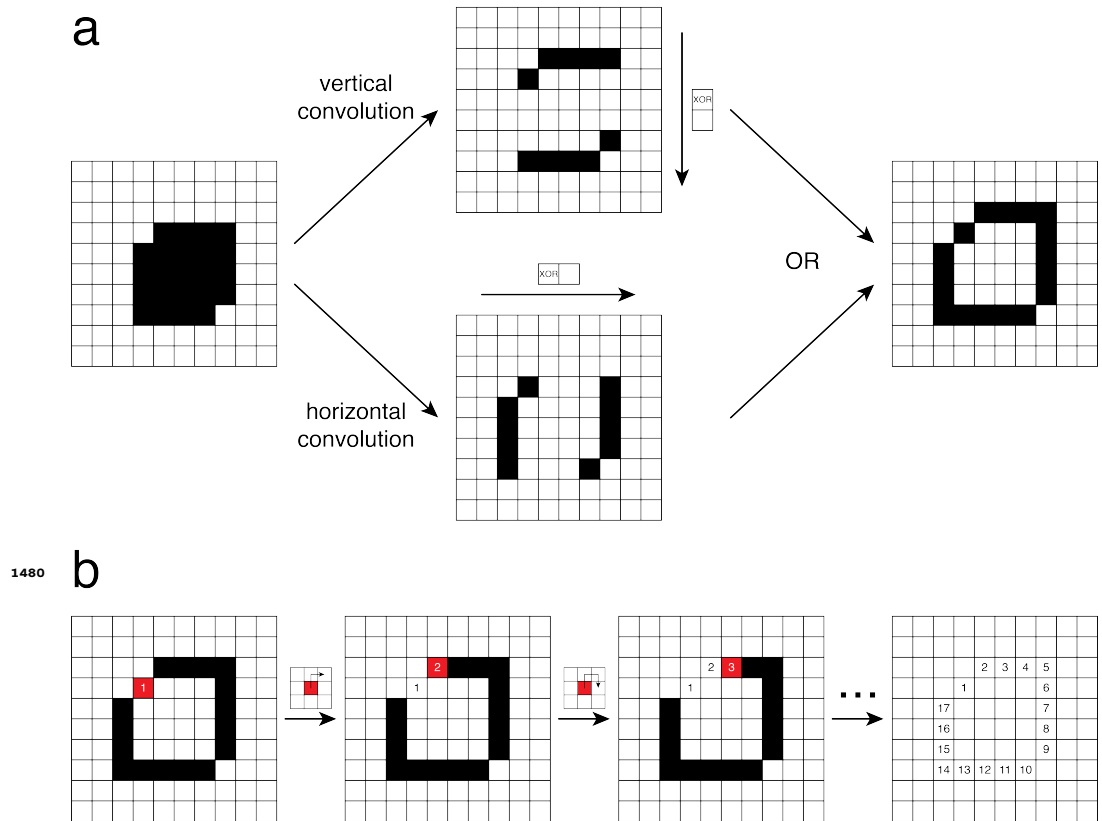 a
vertical
convolution
XOR
OR
XOR
horizontal
convolution
1480
b
1
2
1
2 3
1
...
2 3 4 5
1 6
17 7
16 8
15 9
14 13 12 11 10